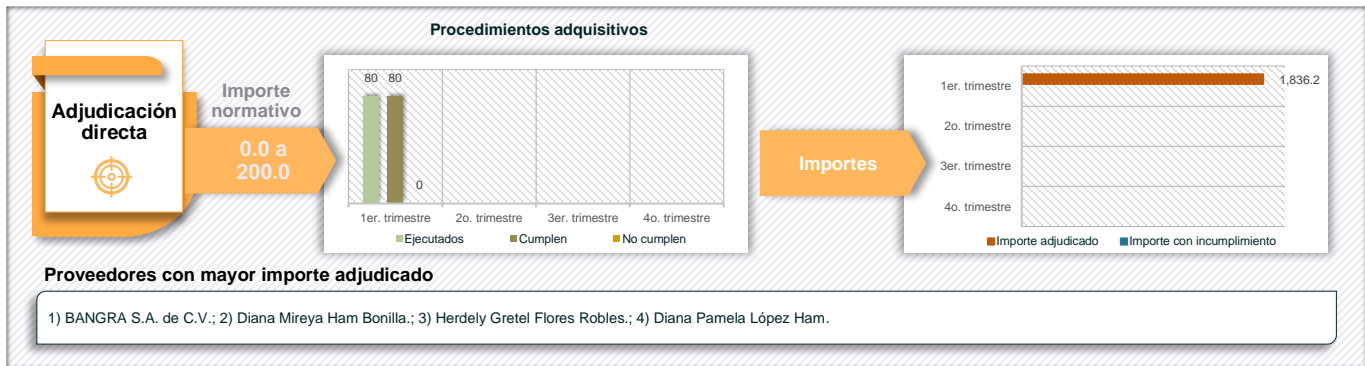 Procedimientos adquisitivos
Adjudicación
directa
Importe
normativo
0.0 a
200.0
80 80
0
1er. trimestre 2o. trimestre 3er. trimestre 4o. trimestre
Ejecutados Cumplen No cumplen
Importes
1er. trimestre
1,836.2
2o. trimestre
3er. trimestre
4o. trimestre
Importe adjudicado Importe con incumplimiento
Proveedores con mayor importe adjudicado
1) BANGRA S.A. de C.V.; 2) Diana Mireya Ham Bonilla.; 3) Herdely Gretel Flores Robles.; 4) Diana Pamela López Ham.